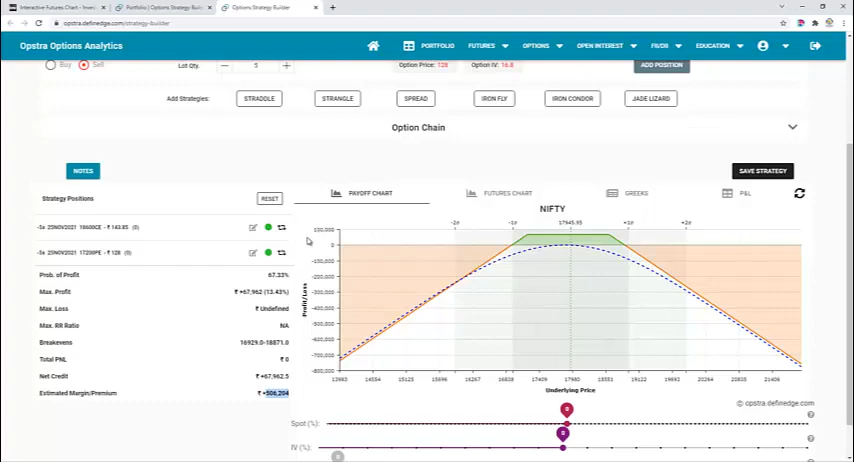 Interactive Futures Chart - Inves
Portfolio | Options Strategy Buil
Options Strategy Builder
opstra.definedge.com/strategy-builder
Opstra Options Analytics
PORTFOLIO
FUTURES
OPTIONS
OPEN INTEREST
FII/DII
EDUCATION
Buy
Sell
Lot Qty.
5
Option Price: 128
Option IV: 16.8
ADD POSITION
Add Strategies:
STRADDLE
STRANGLE
SPREAD
IRON FLY
IRON CONDOR
JADE LIZARD
Option Chain
NOTES
SAVE STRATEGY
Strategy Positions
RESET
PAYOFF CHART
FUTURES CHART
GREEKS
P&L
-5x 25NOV2021 18600CE - ₹ 143.85 (0)
-5x 25NOV2021 17200PE - ₹ 128 (0)
Prob. of Profit
67.33%
Max. Profit
₹ +67,962 (13.43%)
Max. Loss
₹ Undefined
Max. RR Ratio
NA
Breakevens
16929.0-18871.0
Total PNL
₹ 0
Net Credit
₹ +67,962.5
Estimated Margin/Premium
₹ +506,204
NIFTY
-2σ
-1σ
17945.95
+1σ
+2σ
100,000
0
-100,000
-200,000
-300,000
-400,000
-500,000
-600,000
-700,000
-800,000
Profit/Loss
13983
14554
15125
15696
16267
16838
17409
17980
18551
19122
19693
20264
20835
21406
Underlying Price
© opstra.definedge.com
Spot (%):
0
IV (%):
0
0